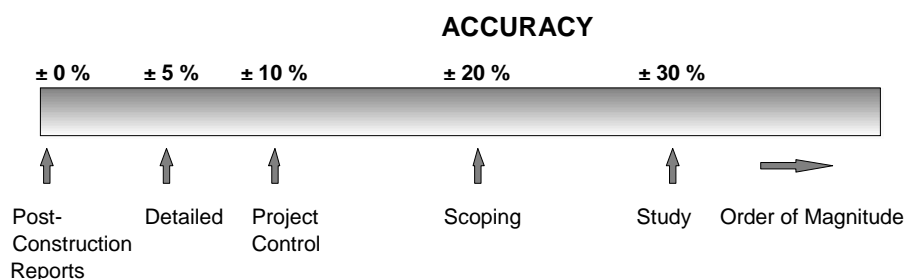 ACCURACY
± 0 % ± 5 % ± 10 % ± 20 % ± 30 %
Post-
Construction
Reports
Detailed
Project
Control
Scoping
Study
Order of Magnitude